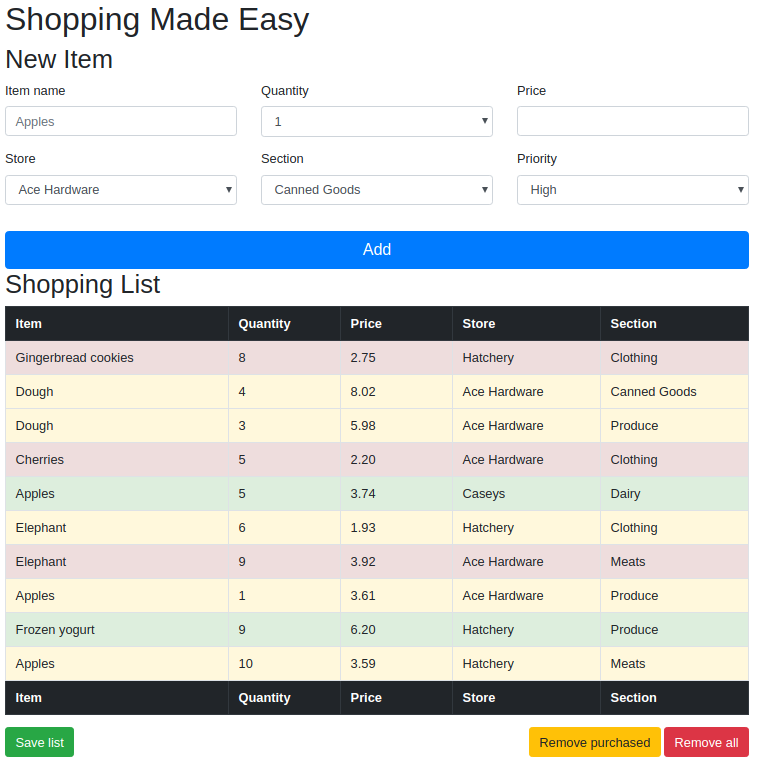 Shopping Made Easy
New Item
Item name Quantity Price
Apples 1
Store Section Priority
Ace Hardware Canned Goods High
Add
Shopping List
Item Quantity Price Store Section
Gingerbread cookies 8 2.75 Hatchery Clothing
Dough 4 8.02 Ace Hardware Canned Goods
Dough 3 5.98 Ace Hardware Produce
Cherries 5 2.20 Ace Hardware Clothing
Apples 5 3.74 Caseys Dairy
Elephant 6 1.93 Hatchery Clothing
Elephant 9 3.92 Ace Hardware Meats
Apples 1 3.61 Ace Hardware Produce
Frozen yogurt 9 6.20 Hatchery Produce
Apples 10 3.59 Hatchery Meats
Item Quantity Price Store Section
Save list Remove purchased Remove all